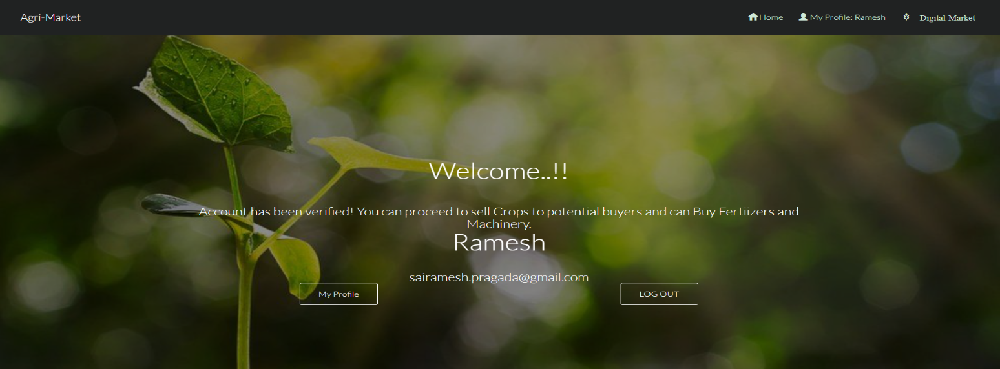 Agri-Market
Home
My Profile: Ramesh
Digital-Market
Welcome..!!
Account has been verified! You can proceed to sell Crops to potential buyers and can Buy Fertiizers and
Machinery.
Ramesh
sairamesh.pragada@gmail.com
My Profile
LOG OUT